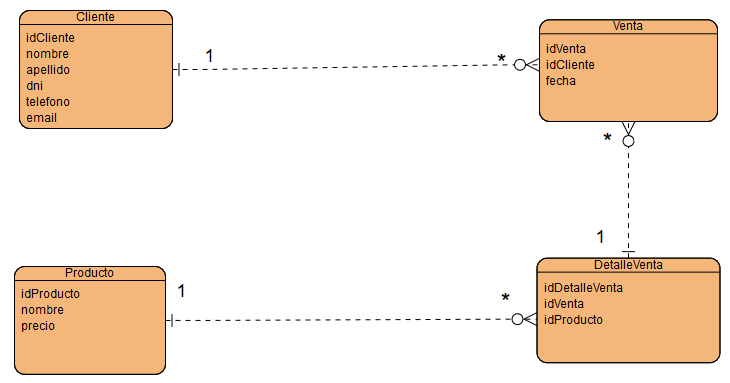 Cliente
idCliente
nombre
apellido
dni
telefono
email
1
*
Venta
idVenta
idCliente
fecha
*
1
Producto
idProducto
nombre
precio
1
*
DetalleVenta
idDetalleVenta
idVenta
idProducto